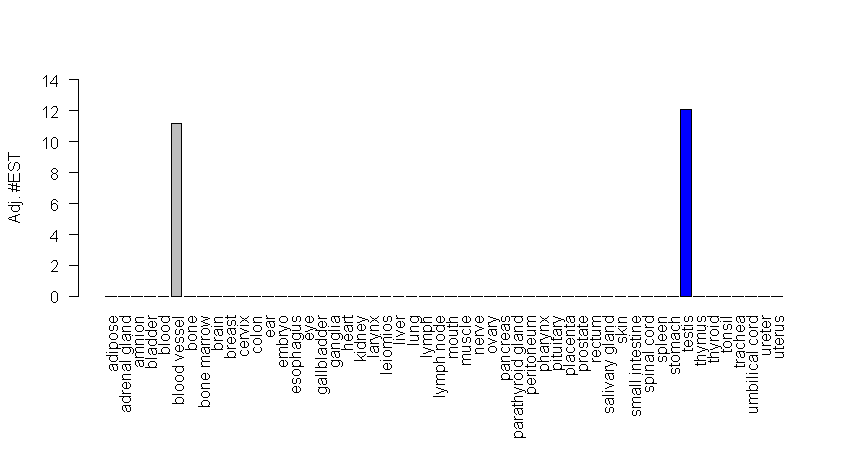 Adj. #EST
14
12
10
8
6
4
2
0
adipose
adrenal gland
amnion
bladder
blood
blood vessel
bone
bone marrow
brain
breast
cervix
colon
ear
embryo
esophagus
eye
gallbladder
ganglia
heart
kidney
larynx
leiomios
liver
lung
lymph
lymph node
mouth
muscle
nerve
ovary
pancreas
parathyroid gland
peritoneum
pharynx
pituitary
placenta
prostate
rectum
salivary gland
skin
small intestine
spinal cord
spleen
stomach
testis
thymus
thyroid
tonsil
trachea
umbilical cord
ureter
uterus